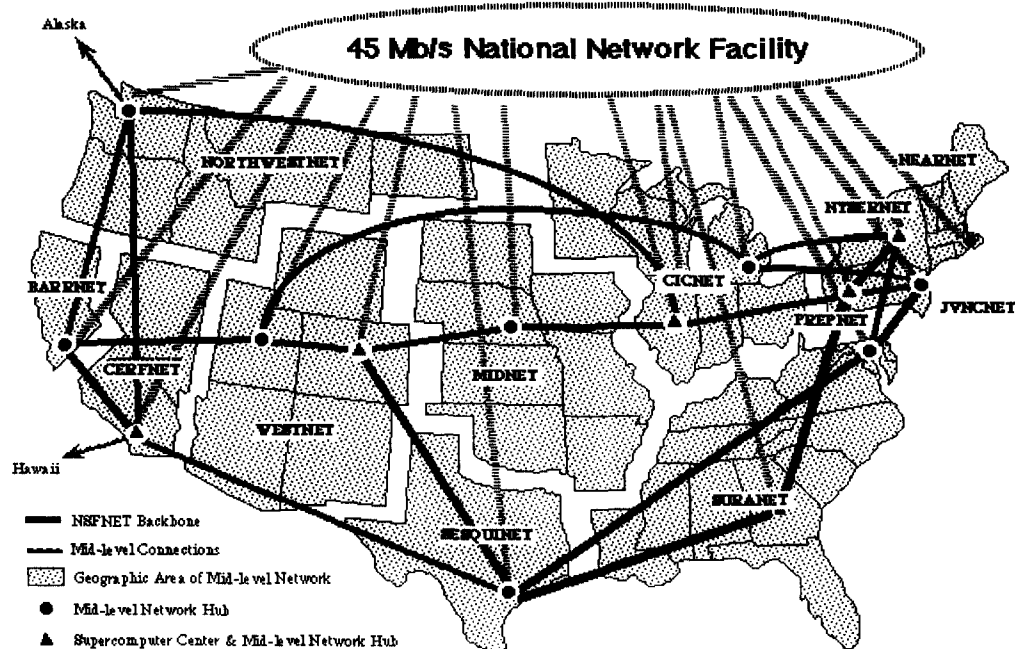 Alaska
45 Mb/s National Network Facility
NORTHWESTNET
NEARNET
NYSERNET
BARRNET
CICNET
PREPNET
JVNCNET
CERFNET
MIDNET
WESTNET
Hawaii
SURANET
SESQUINET
NSFNET Backbone
Mid-level Connections
Geographic Area of Mid-level Network
Mid-level Network Hub
Supercomputer Center & Mid-level Network Hub